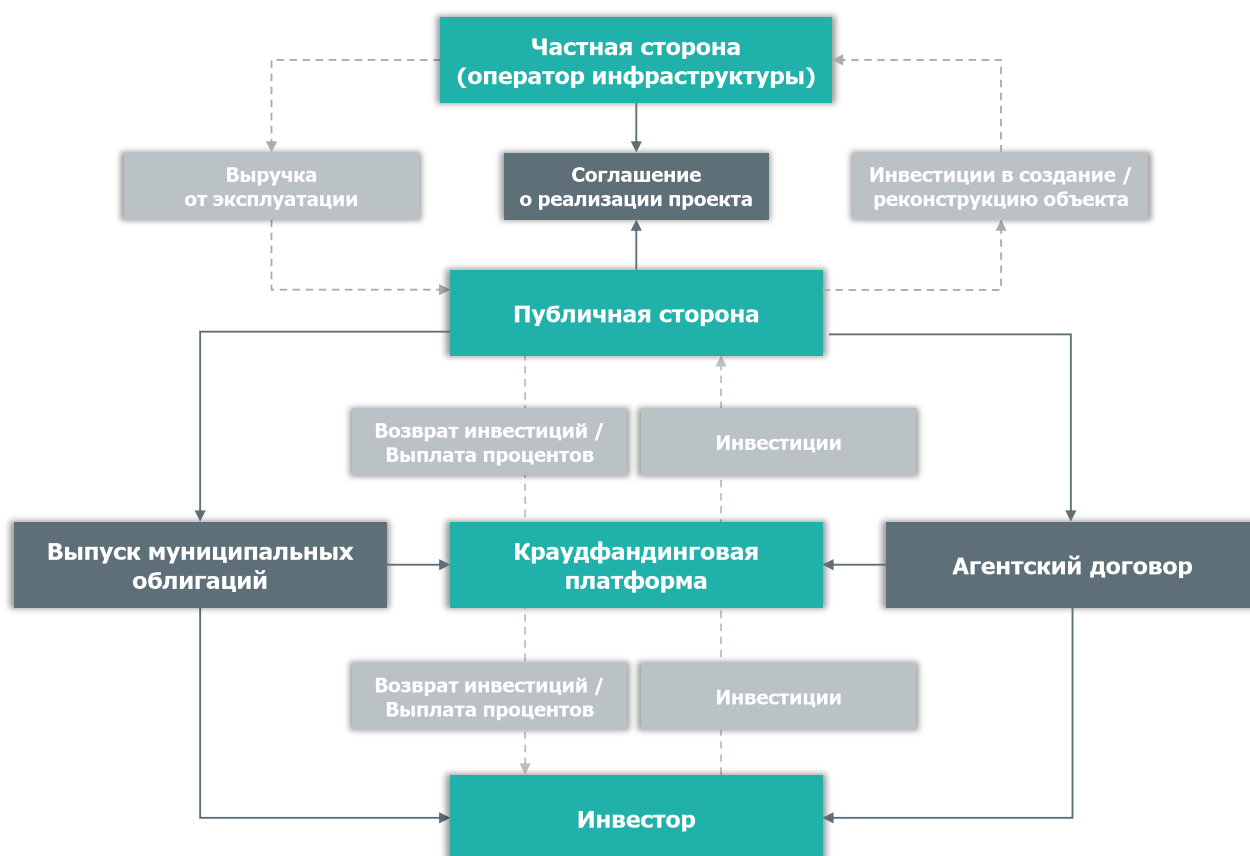 Частная сторона
(оператор инфраструктуры)
Выручка
от эксплуатации
Соглашение
о реализации проекта
Инвестиции в создание /
реконструкцию объекта
Публичная сторона
Возврат инвестиций /
Выплата процентов
Инвестиции
Выпуск муниципальных
облигаций
Краудфандинговая
платформа
Агентский договор
Возврат инвестиций /
Выплата процентов
Инвестиции
Инвестор